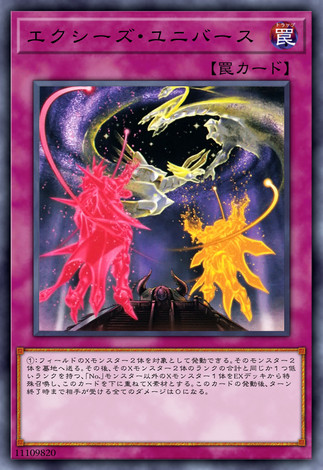 エクシーズ・ユニバース
トラップ
罠
【罠カード】
①：フィールドのXモンスター２体を対象として発動できる。そのモンスター２
体を墓地へ送る。その後、そのXモンスター２体のランクの合計と同じか１つ低
いランクを持つ、「No.」モンスター以外のXモンスター１体をEXデッキから特
殊召喚し、このカードを下に重ねてX素材とする。このカードの発動後、ターン
終了時まで相手が受ける全てのダメージは０になる。
11109820